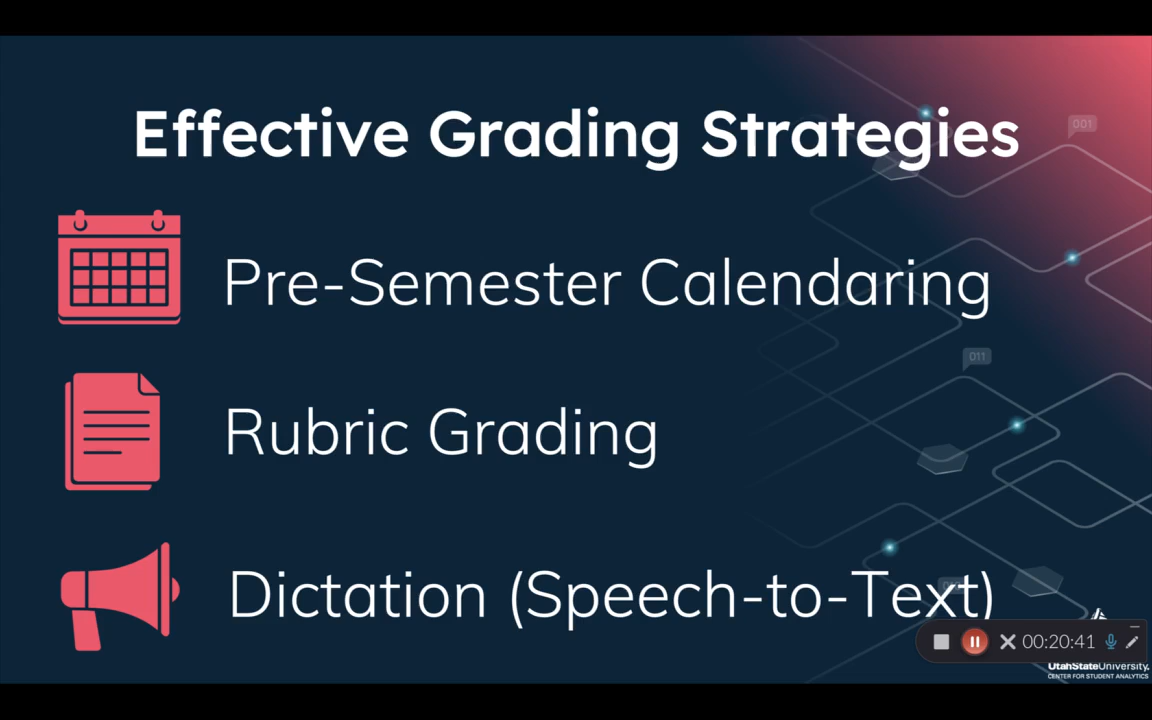 Effective Grading Strategies
001
Pre-Semester Calendaring
011
Rubric Grading
Dictation (Speech-to-Text)
00:20:41
UtahStateUniversity.
CENTER FOR STUDENT ANALYTICS